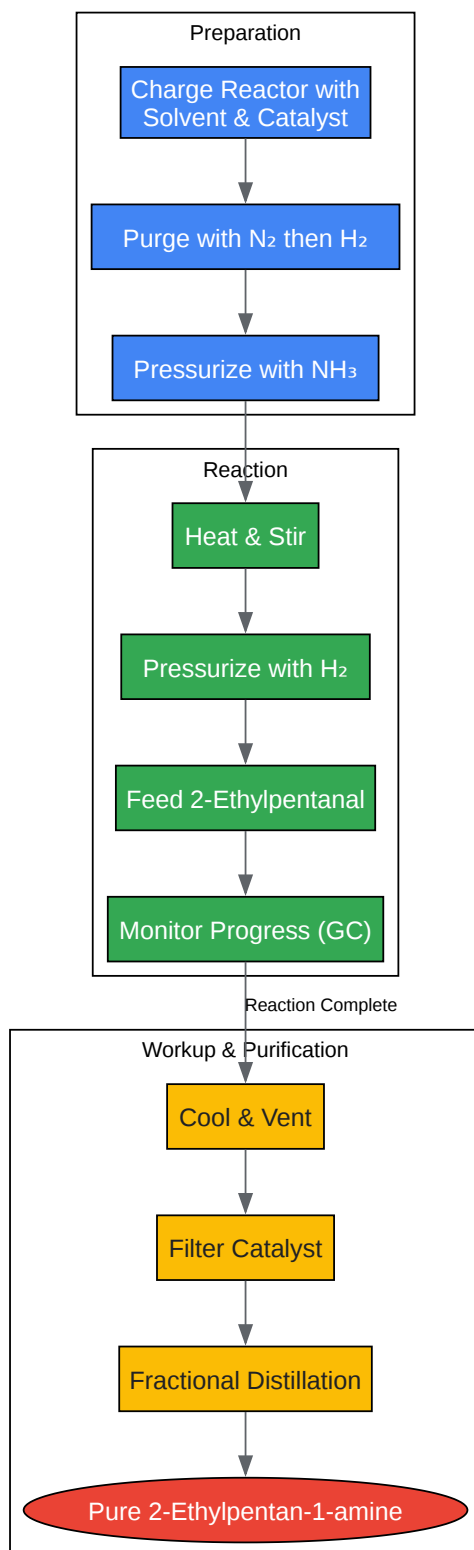 Preparation
Charge Reactor with
Solvent & Catalyst
Purge with N₂ then H₂
Pressurize with NH₃
Reaction
Heat & Stir
Pressurize with H₂
Feed 2-Ethylpentanal
Monitor Progress (GC)
Reaction Complete
Workup & Purification
Cool & Vent
Filter Catalyst
Fractional Distillation
Pure 2-Ethylpentan-1-amine